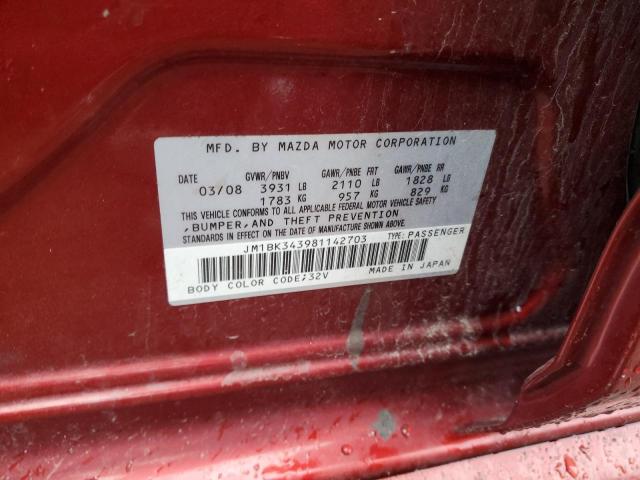 MFD. BY MAZDA MOTOR CORPORATION
DATE GVWR/PNBV GAWR/PNBE FRT GAWR/PNBE RR
03/08 3931 LB 2110 LB 1828 LB
1783 KG 957 KG 829 KG
THIS VEHICLE CONFORMS TO ALL APPLICABLE FEDERAL MOTOR VEHICLE SAFETY,
,BUMPER,AND THEFT PREVENTION
STANDARDS IN EFFECT ON THE DATE OF MANUFACTURE SHOWN ABOVE.
JM1BK343981142703 TYPE: PASSENGER
BODY COLOR CODE;32V MADE IN JAPAN